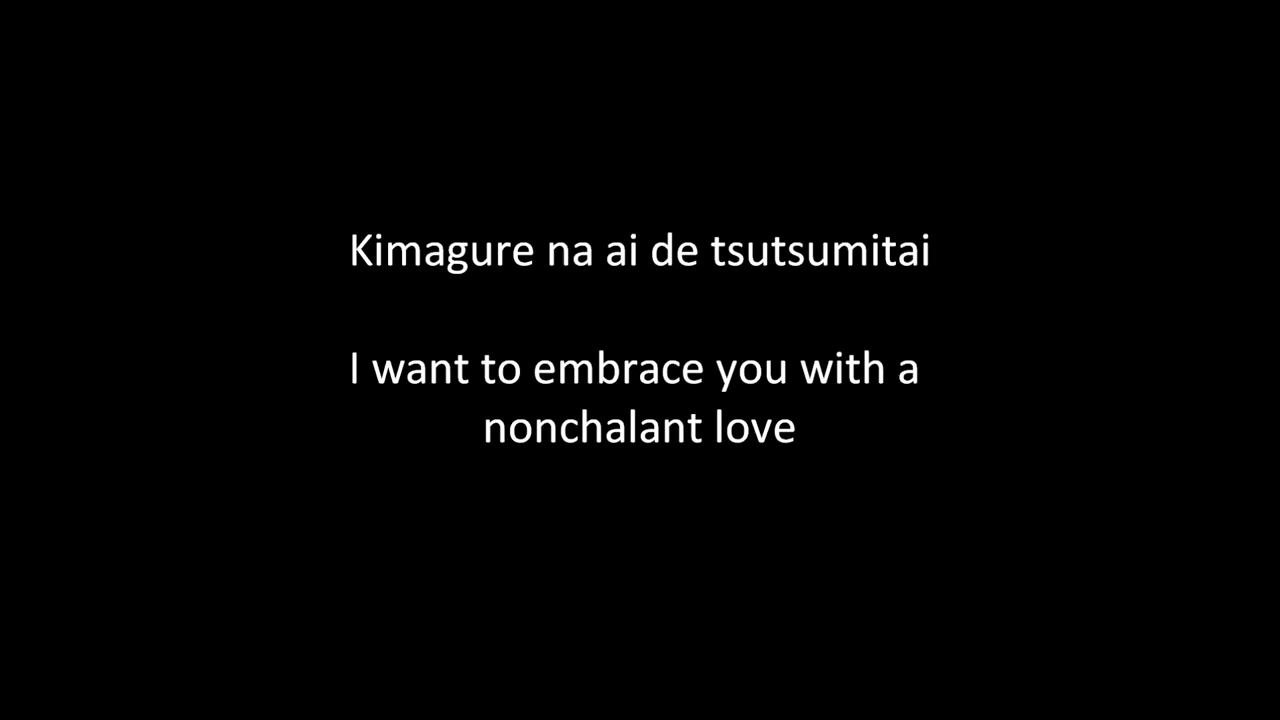 Kimagure na ai de tsutsumitai
I want to embrace you with a
nonchalant love